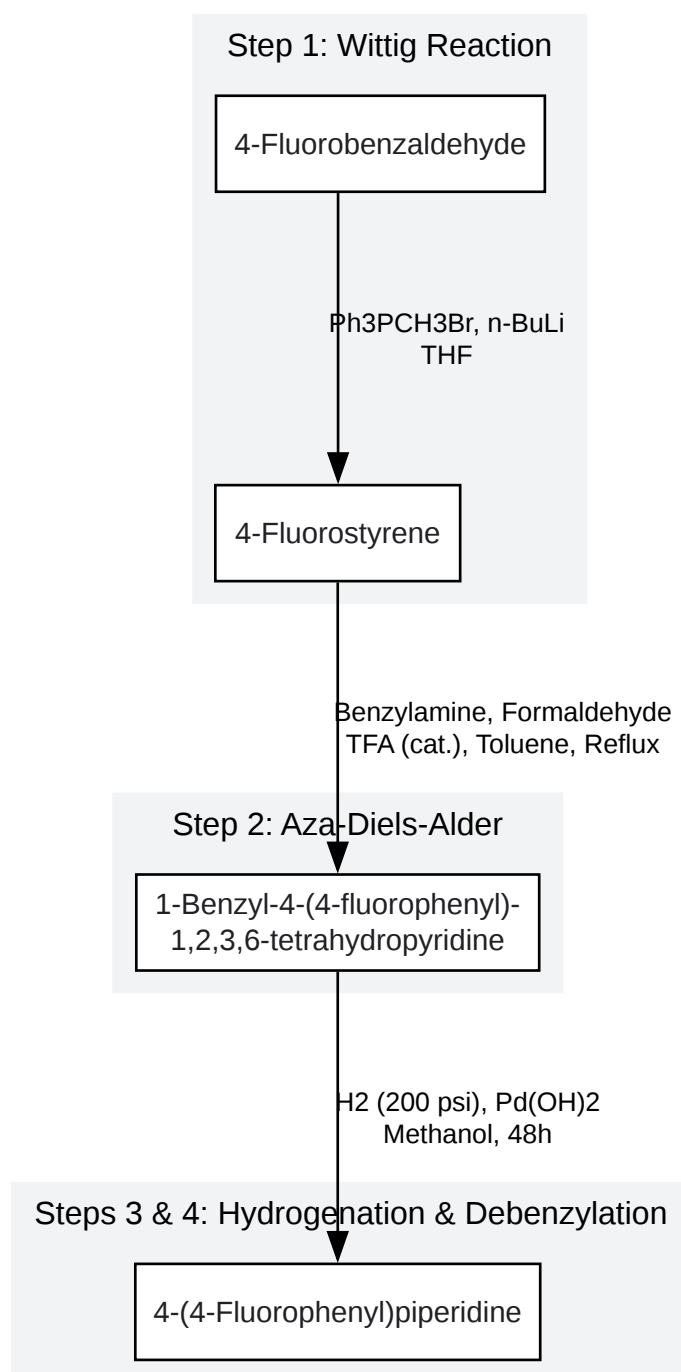 Step 1: Wittig Reaction
4-Fluorobenzaldehyde
Ph3PCH3Br, n-BuLi
THF
4-Fluorostyrene
Benzylamine, Formaldehyde
TFA (cat.), Toluene, Reflux
Step 2: Aza-Diels-Alder
1-Benzyl-4-(4-fluorophenyl)-
1,2,3,6-tetrahydropyridine
H2 (200 psi), Pd(OH)2
Methanol, 48h
Steps 3 & 4: Hydrogenation & Debenzylation
4-(4-Fluorophenyl)piperidine